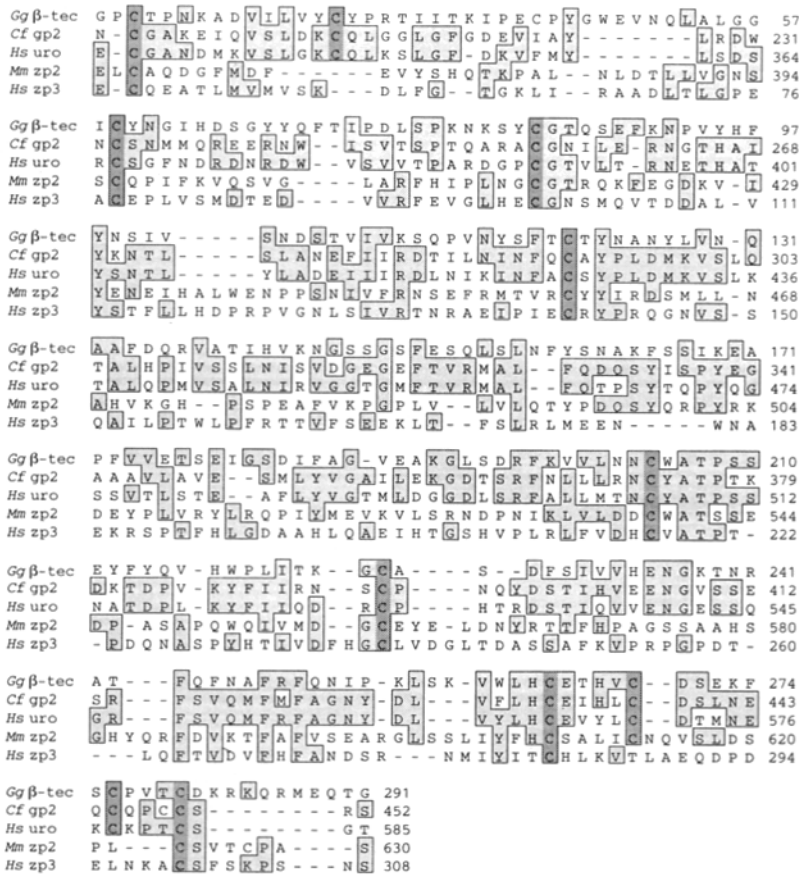 Gg β-tec G P C T P N K A D V I L V Y C Y P R T I I T K I P E C P Y G W E V N Q L A L G G 57
Cf gp2 N - C G A K E I Q V S L D K C Q L G G L G F G D E V I A Y - - - - - - L R D W 231
Hs uro E - C G A N D M K V S L G K C Q L K S L G F - D K V F M Y - - - - - - L S D S 364
Mm zp2 E L C A Q D G F M D F - - - E V Y S H Q T K P A L - - N L D T L L V G N S 394
Hs zp3 E - C Q E A T L M V M V S K - - - D L F G - T G K L I - - R A A D L T L G P E 76
Gg β-tec I C Y N G I H D S G Y Y Q F T I P D L S P K N K S Y C G T Q S E F K N P V Y H F 97
Cf gp2 N C S N M M Q R E E R N W - - I S V T S P T Q A R A C G N I L E - R N G T H A I 268
Hs uro R C S G F N D R D N R D W - - V S V V T P A R D G P C G T V L T - R N E T H A T 401
Mm zp2 S C Q P I F K V Q S V G - - - - L A R F H I P L N G C G T R Q K F E G D K V - I 429
Hs zp3 A C E P L V S M D T E D - - - - V V R F E V G L H E C G N S M Q V T D D A L - V 111
Gg β-tec Y N S I V - - - - - S N D S T V I V K S Q P V N Y S F T C T Y N A N Y L V N - Q 131
Cf gp2 Y K N T L - - - - - S L A N E F I I R D T I L N I N F Q C A Y P L D M K V S L Q 303
Hs uro Y S N T L - - - - - Y L A D E I I I R D L N I K I N F A C S Y P L D M K V S L K 436
Mm zp2 Y E N E I H A L W E N P P S N I V F R N S E F R M T V R C Y Y I R D S M L L - N 468
Hs zp3 Y S T F L L H D P R P V G N L S I V R T N R A E I P I E C R Y P R Q G N V S - S 150
Gg β-tec A A F D Q R V A T I H V K N G S S G S F E S Q L S L N F Y S N A K F S S I K E A 171
Cf gp2 T A L H P I V S S L N I S V D G E G E F T V R M A L - - F Q D Q S Y I S P Y E G 341
Hs uro T A L Q P M V S A L N I R V G G T G M F T V R M A L - - F Q T P S Y T Q P Y Q G 474
Mm zp2 A H V K G H - - P S P E A F V K P G P L V - - L V L Q T Y P D Q S Y Q R P Y R K 504
Hs zp3 Q A I L P T W L P F R T T V F S E E K L T - - F S L R L M E E N - - - - - W N A 183
Gg β-tec P F V V E T S E I G S D I F A G - V E A K G L S D R F K V V L N N C W A T P S S 210
Cf gp2 A A A V L A V E - - S M L Y V G A I L E K G D T S R F N L L L R N C Y A T P T K 379
Hs uro S S V T L S T E - - A F L Y V G T M L D G G D L S R F A L L M T N C Y A T P S S 512
Mm zp2 D E Y P L V R Y L R Q P I Y M E V K V L S R N D P N I K L V L D D C W A T S S E 544
Hs zp3 E K R S P T F H L G D A A H L Q A E I H T G S H V P L R L F V D H C V A T P T - 222
Gg β-tec E Y F Y Q V - H W P L I T K - - G C A - - - S - - D F S I V V H E N G K T N R 241
Cf gp2 D K T D P V - K Y F I I R N - - S C P - - - - N Q Y D S T I H V E E N G V S S E 412
Hs uro N A T D P L - K Y F I I Q D - - R C P - - - - H T R D S T I Q V V E N G E S S Q 545
Mm zp2 D P - A S A P Q W Q I V M D - - G C E Y E - L D N Y R T T F H P A G S S A A H S 580
Hs zp3 - P D Q N A S P Y H T I V D F H G C L V D G L T D A S S A F K V P R P G P D T - 260
Gg β-tec A T - - - F Q F N A F R F Q N I P - K L S K - V W L H C E T H V C - - D S E K F 274
Cf gp2 S R - - - F S V Q M F M F A G N Y - D L - - - V F L H C E I H L C - - D S L N E 443
Hs uro G R - - - F S V Q M F R F A G N Y - D L - - - V Y L H C E V Y L C - - D T M N E 576
Mm zp2 G H Y Q R F D V K T F A F V S E A R G L S S L I Y F H C S A L I C N Q V S L D S 620
Hs zp3 - - - L Q F T V D V F H F A N D S R - - N M I Y I T C H L K V T L A E Q D P D 294
Gg β-tec S C P V T C D K R K Q R M E Q T G 291
Cf gp2 Q C Q P C C S - - - - - - R S 452
Hs uro K C K P T C S - - - - - - G T 585
Mm zp2 P L - - C S V T C P A - - - - S 630
Hs zp3 E L N K A C S F S K P S - - N S 308